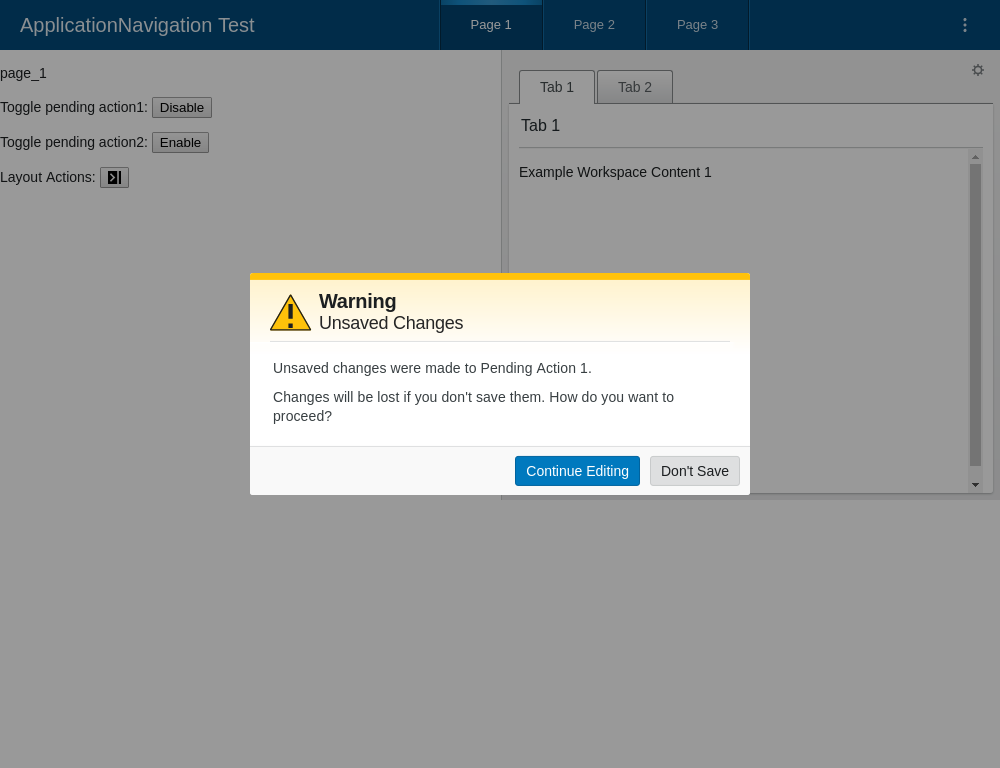 ApplicationNavigation Test
Page 1
Page 2
Page 3
page_1
Toggle pending action1: Disable
Toggle pending action2: Enable
Layout Actions:
Tab 1
Tab 2
Tab 1
Example Workspace Content 1
Warning
Unsaved Changes
Unsaved changes were made to Pending Action 1.
Changes will be lost if you don't save them. How do you want to
proceed?
Continue Editing
Don't Save